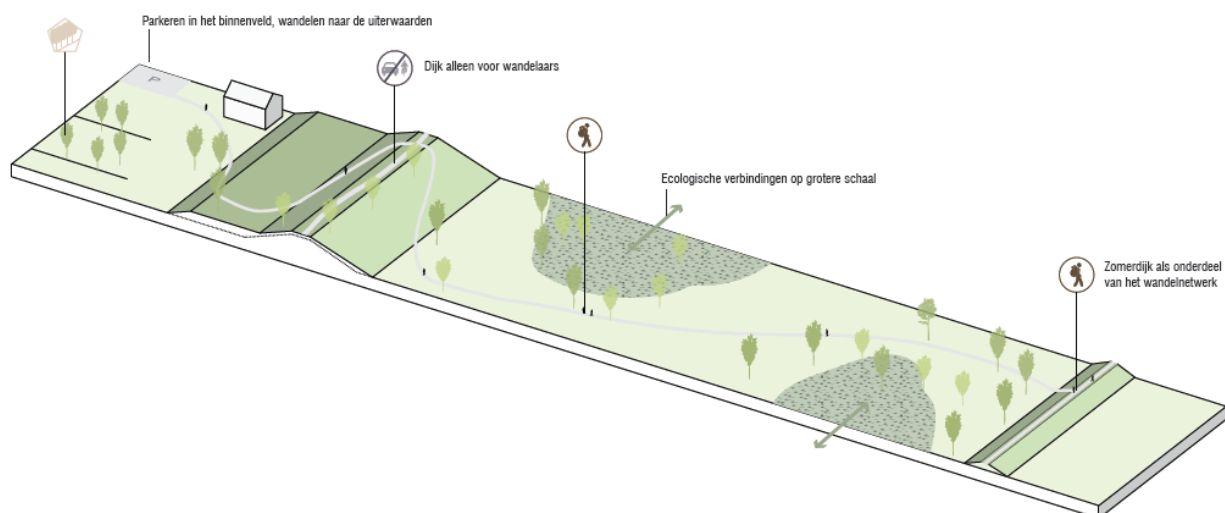 Parkeren in het binnenveld, wandelen naar de uiterwaarden
Dijk alleen voor wandelaars
P
Ecologische verbindingen op grotere schaal
Zomerdijk als onderdeel
van het wandelnetwerk